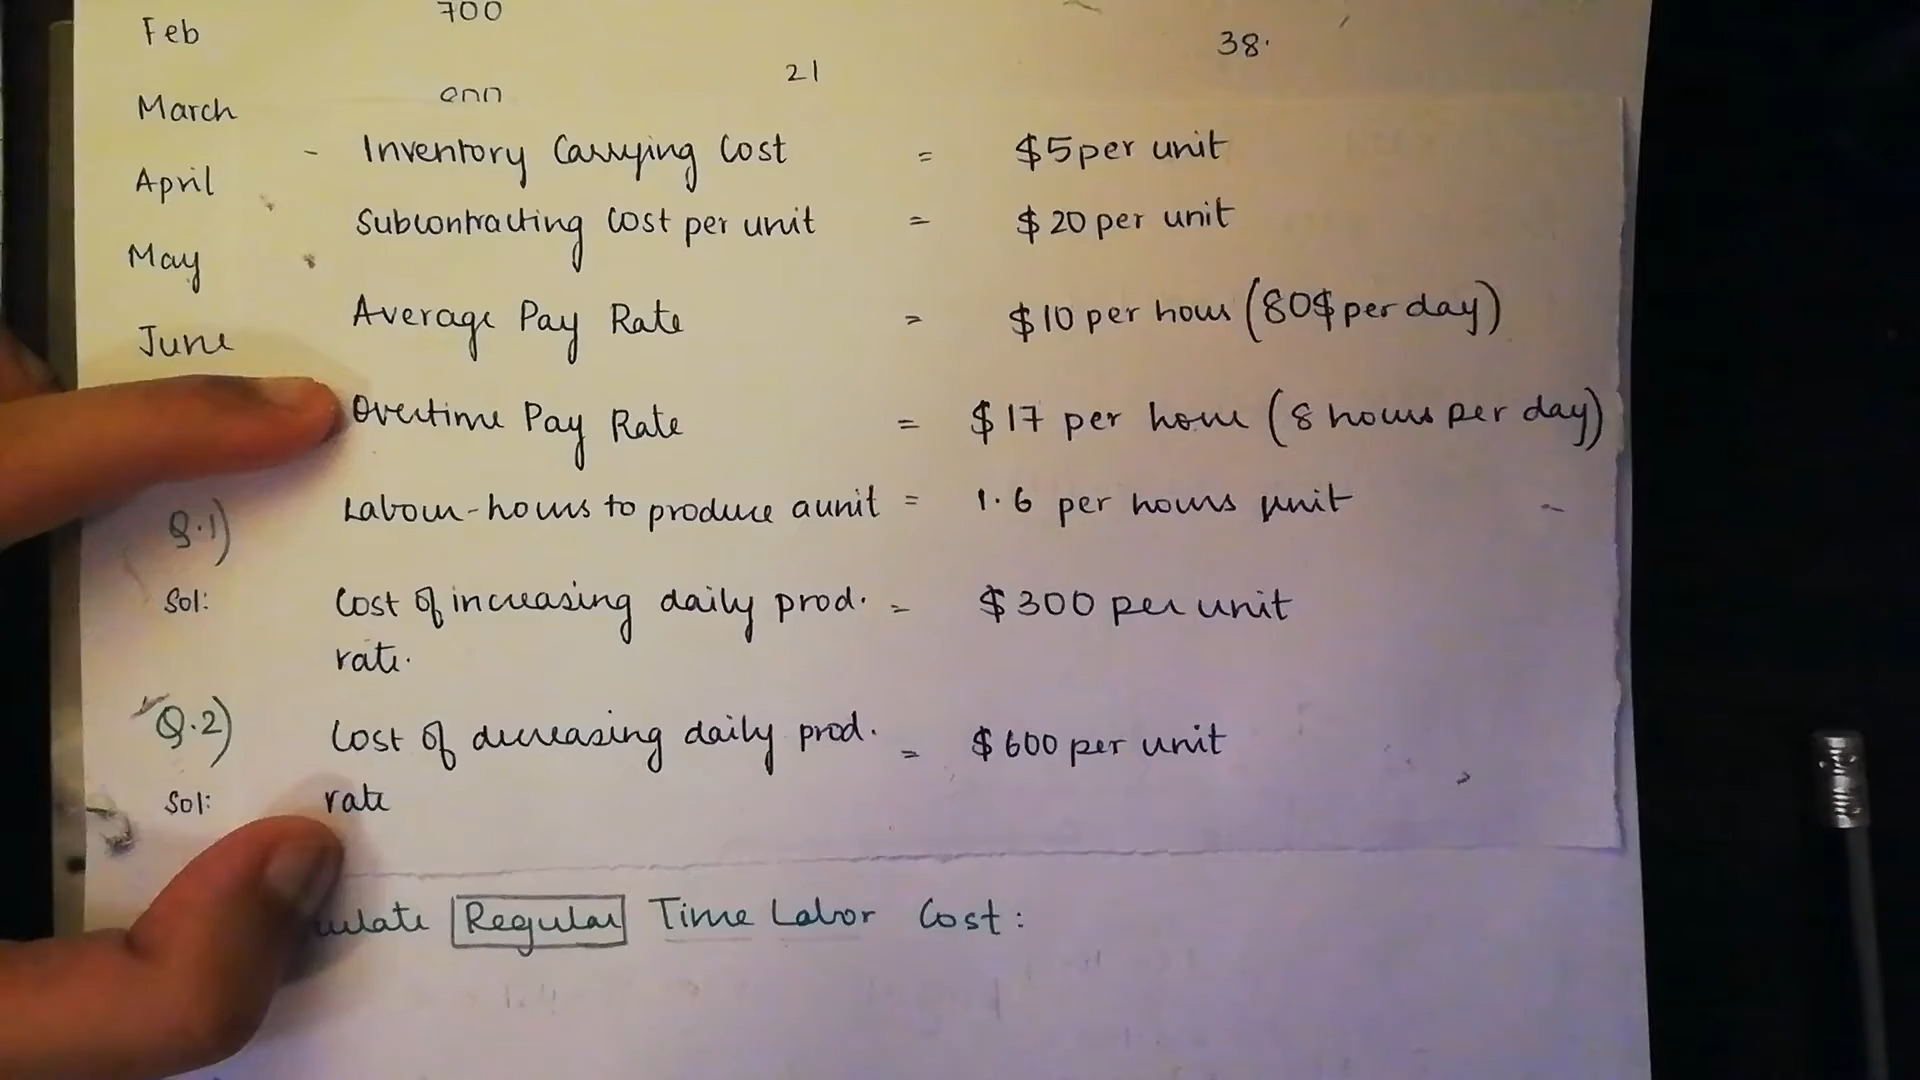 Feb 700 38.
21
March
- Inventory Carrying Cost = $5 per unit
April
Subcontracting Cost per unit = $20 per unit
May
Average Pay Rate = $10 per hour (80$ per day)
June
Overtime Pay Rate = $17 per hour (8 hours per day)
Labour-hours to produce a unit = 1.6 per hours unit
Q.1)
Sol: Cost of increasing daily prod. = $300 per unit
rate.
Q.2)
Cost of decreasing daily prod. = $600 per unit
Sol: rate
ulate Regular Time Labor Cost: